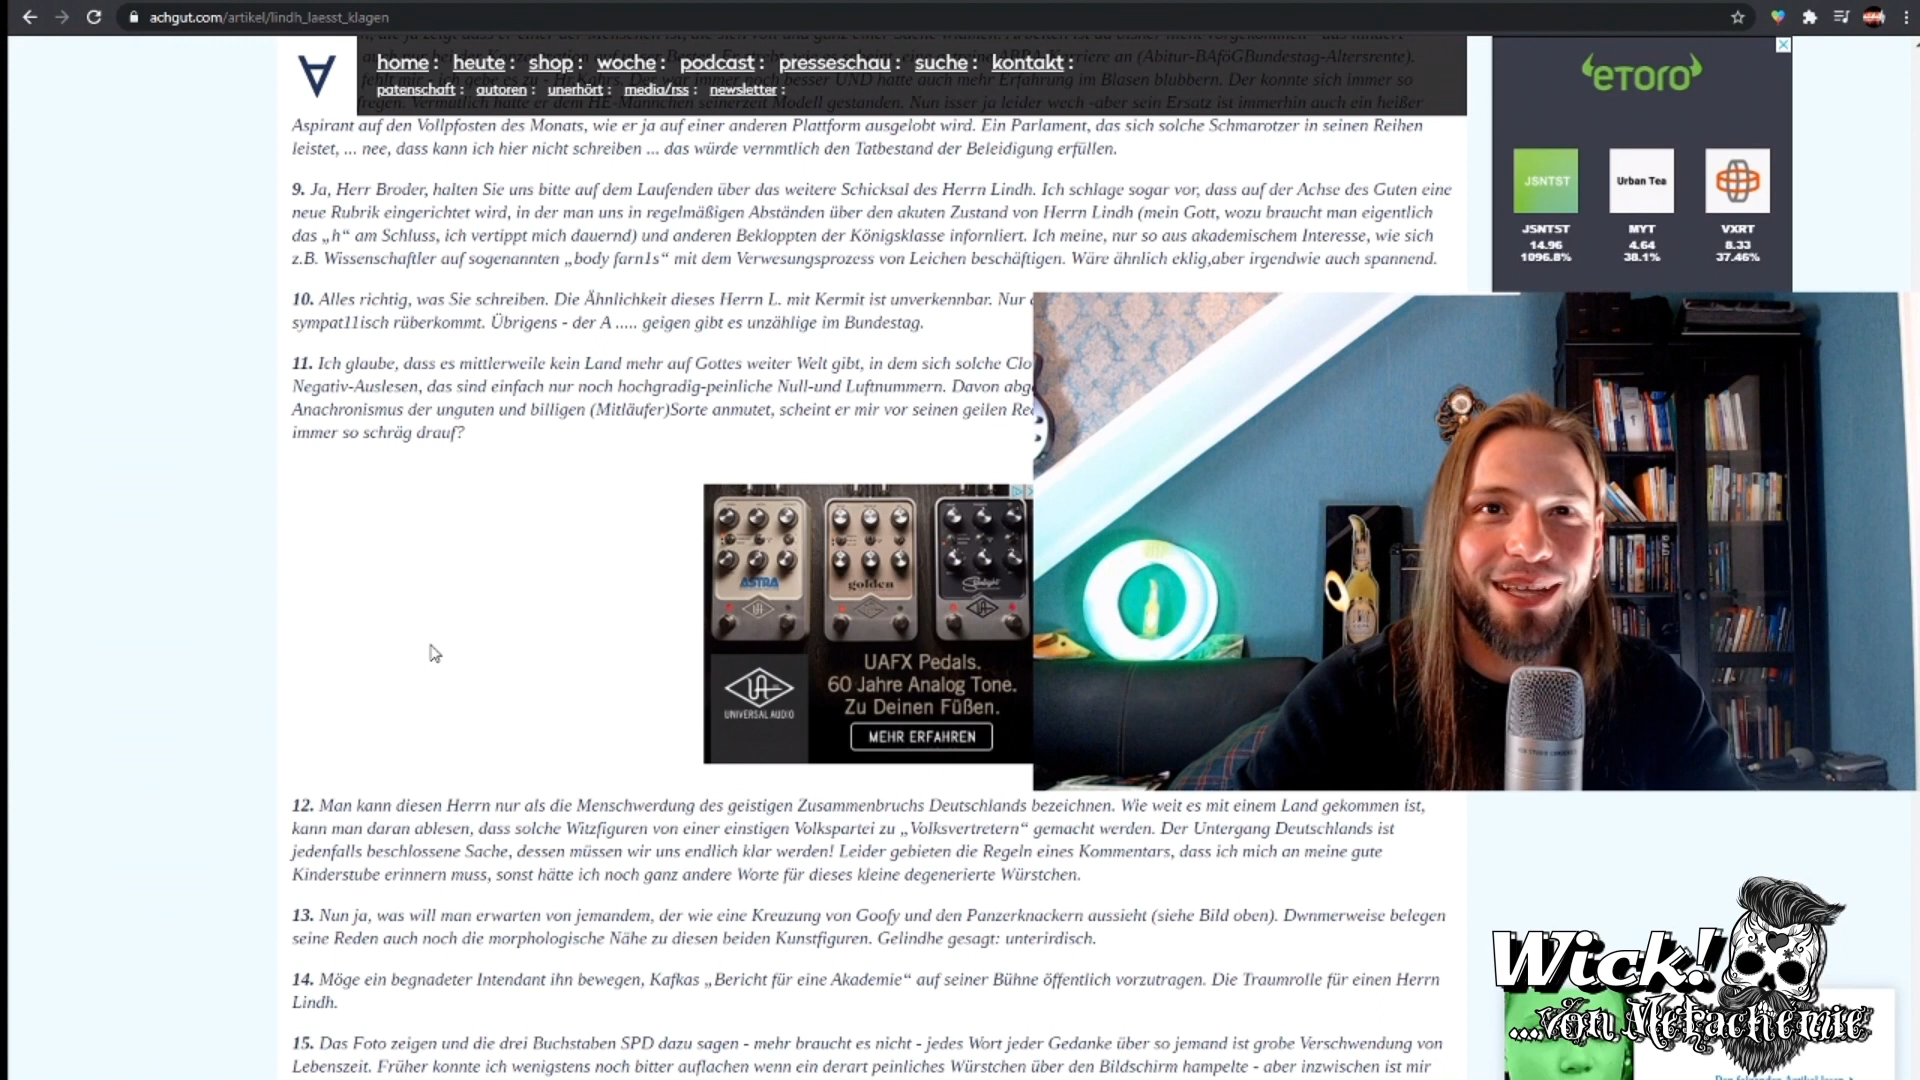 achgut.com/artikel/lindh_laesst_klagen
home : heute : shop : woche : podcast : presseschau : suche : kontakt :
patenschaft : autoren : unerhört : media/rss : newsletter :
Aspirant auf den Vollpfosten des Monats, wie er ja auf einer anderen Plattform ausgelobt wird. Ein Parlament, das sich solche Schmarotzer in seinen Reihen
leistet, ... nee, dass kann ich hier nicht schreiben ... das würde vernmtlich den Tatbestand der Beleidigung erfüllen.
9. Ja, Herr Broder, halten Sie uns bitte auf dem Laufenden über das weitere Schicksal des Herrn Lindh. Ich schlage sogar vor, dass auf der Achse des Guten eine
neue Rubrik eingerichtet wird, in der man uns in regelmäßigen Abständen über den akuten Zustand von Herrn Lindh (mein Gott, wozu braucht man eigentlich
das „h“ am Schluss, ich vertippt mich dauernd) und anderen Bekloppten der Königsklasse infornliert. Ich meine, nur so aus akademischem Interesse, wie sich
z.B. Wissenschaftler auf sogenannten „body farn1s“ mit dem Verwesungsprozess von Leichen beschäftigen. Wäre ähnlich eklig,aber irgendwie auch spannend.
10. Alles richtig, was Sie schreiben. Die Ähnlichkeit dieses Herrn L. mit Kermit ist unverkennbar. Nur
sympat11isch rüberkommt. Übrigens - der A ..... geigen gibt es unzählige im Bundestag.
11. Ich glaube, dass es mittlerweile kein Land mehr auf Gottes weiter Welt gibt, in dem sich solche Clo
Negativ-Auslesen, das sind einfach nur noch hochgradig-peinliche Null-und Luftnummern. Davon abg
Anachronismus der unguten und billigen (Mitläufer)Sorte anmutet, scheint er mir vor seinen geilen Re
immer so schräg drauf?
ASTRA
golden
Starlight
UNIVERSAL AUDIO
UAFX Pedals.
60 Jahre Analog Tone.
Zu Deinen Füßen.
MEHR ERFAHREN
12. Man kann diesen Herrn nur als die Menschwerdung des geistigen Zusammenbruchs Deutschlands bezeichnen. Wie weit es mit einem Land gekommen ist,
kann man daran ablesen, dass solche Witzfiguren von einer einstigen Volkspartei zu „Volksvertretern“ gemacht werden. Der Untergang Deutschlands ist
jedenfalls beschlossene Sache, dessen müssen wir uns endlich klar werden! Leider gebieten die Regeln eines Kommentars, dass ich mich an meine gute
Kinderstube erinnern muss, sonst hätte ich noch ganz andere Worte für dieses kleine degenerierte Würstchen.
13. Nun ja, was will man erwarten von jemandem, der wie eine Kreuzung von Goofy und den Panzerknackern aussieht (siehe Bild oben). Dwnmerweise belegen
seine Reden auch noch die morphologische Nähe zu diesen beiden Kunstfiguren. Gelindhe gesagt: unterirdisch.
14. Möge ein begnadeter Intendant ihn bewegen, Kafkas „Bericht für eine Akademie“ auf seiner Bühne öffentlich vorzutragen. Die Traumrolle für einen Herrn
Lindh.
15. Das Foto zeigen und die drei Buchstaben SPD dazu sagen - mehr braucht es nicht - jedes Wort jeder Gedanke über so jemand ist grobe Verschwendung von
Lebenszeit. Früher konnte ich wenigstens noch bitter auflachen wenn ein derart peinliches Würstchen über den Bildschirm hampelte - aber inzwischen ist mir
eTORO
JSNTST
Urban Tea
JSNTST MYT VXRT
14.96 4.64 8.33
1096.8% 38.1% 37.46%
Wick!
...von Metachemie